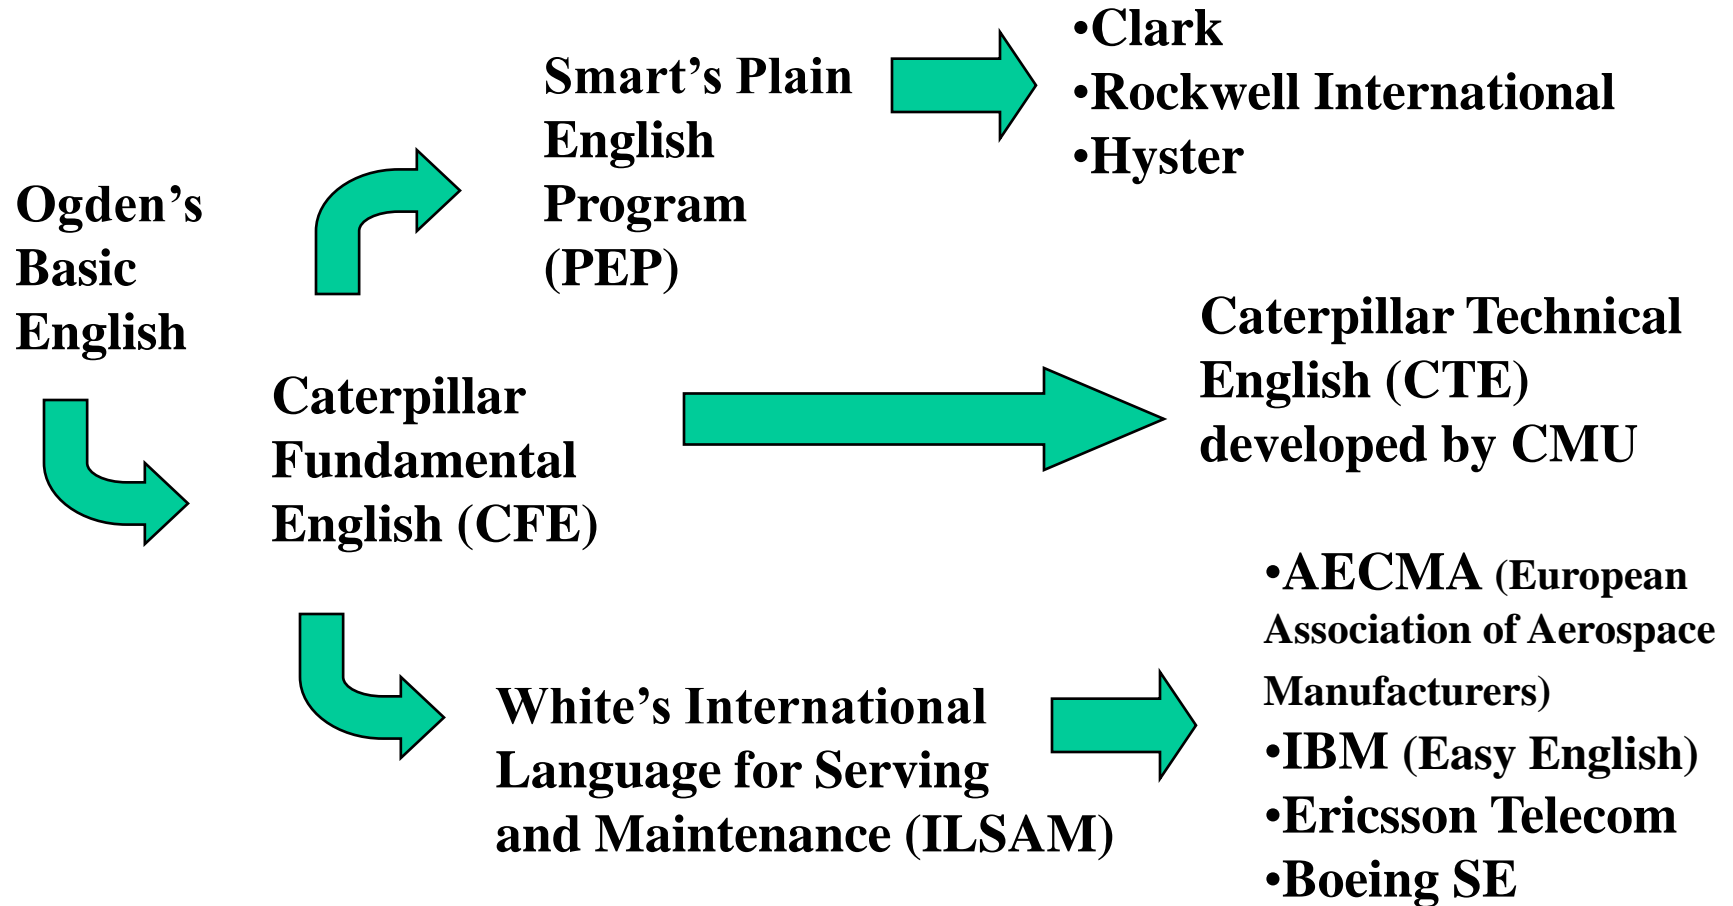 Ogden’s
Basic
English
Smart’s Plain
English
Program
(PEP)
•Clark
•Rockwell International
•Hyster
Caterpillar
Fundamental
English (CFE)
Caterpillar Technical
English (CTE)
developed by CMU
White’s International
Language for Serving
and Maintenance (ILSAM)
•AECMA (European
Association of Aerospace
Manufacturers)
•IBM (Easy English)
•Ericsson Telecom
•Boeing SE